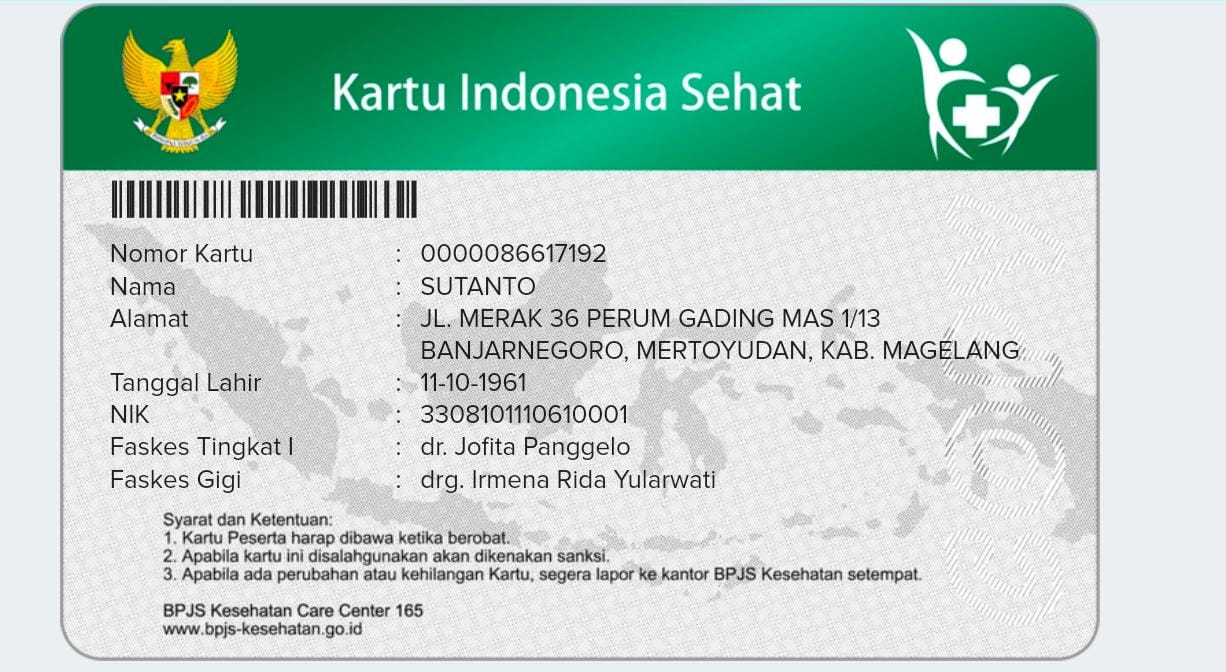 Kartu Indonesia Sehat
Nomor Kartu : 0000086617192
Nama : SUTANTO
Alamat : JL. MERAK 36 PERUM GADING MAS 1/13
BANJARNEGORO, MERTOYUDAN, KAB. MAGELANG
Tanggal Lahir : 11-10-1961
NIK : 3308101110610001
Faskes Tingkat I : dr. Jofita Panggelo
Faskes Gigi : drg. Irmena Rida Yularwati
Syarat dan Ketentuan:
1. Kartu Peserta harap dibawa ketika berobat.
2. Apabila kartu ini disalahgunakan akan dikenakan sanksi.
3. Apabila ada perubahan atau kehilangan Kartu, segera lapor ke kantor BPJS Kesehatan setempat.
BPJS Kesehatan Care Center 165
www.bpjs-kesehatan.go.id